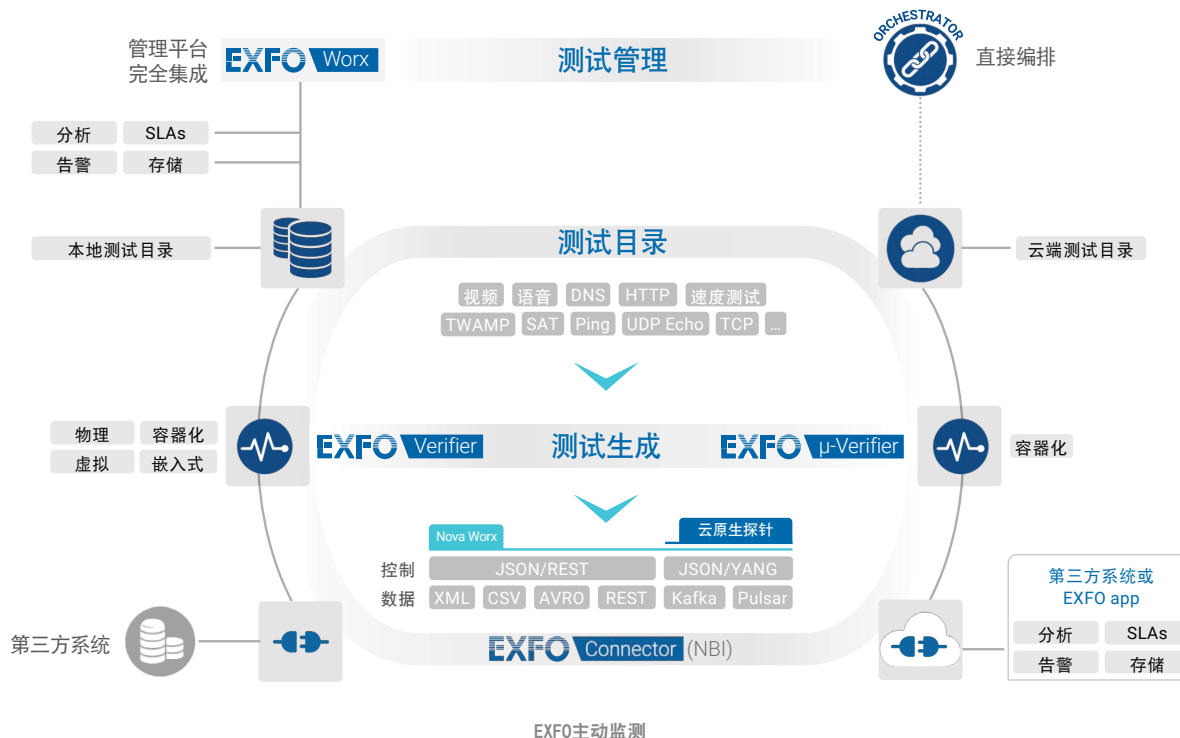 管理平台
完全集成
EXFO Worx
测试管理
ORCHESTRATOR
直接编排
分析 SLAs
告警 存储
本地测试目录
测试目录
云端测试目录
视频 语音 DNS HTTP 速度测试
TWAMP SAT Ping UDP Echo TCP ...
物理 容器化
虚拟 嵌入式
EXFO Verifier
测试生成
EXFO µ-Verifier
容器化
Nova Worx
云原生探针
控制 JSON/REST JSON/YANG
数据 XML CSV AVRO REST Kafka Pulsar
第三方系统
EXFO Connector (NBI)
第三方系统或
EXFO app
分析 SLAs
告警 存储
EXFO主动监测